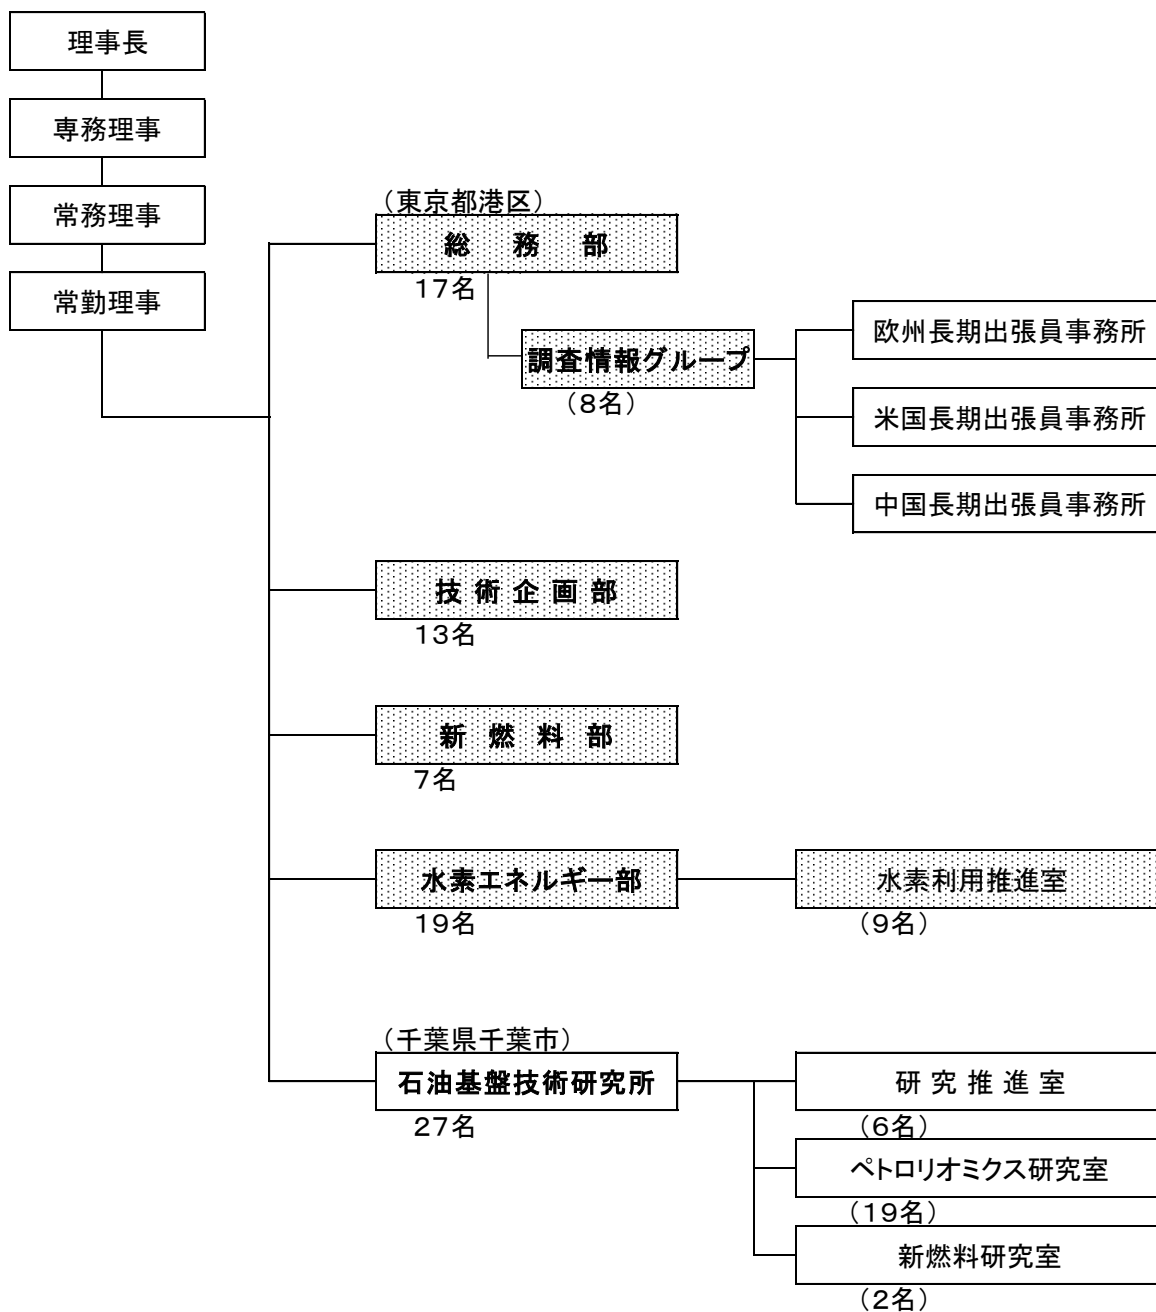 理事長
専務理事
常務理事
常勤理事
（東京都港区）
総務部
17名
調査情報グループ
（8名）
欧州長期出張員事務所
米国長期出張員事務所
中国長期出張員事務所
技術企画部
13名
新燃料部
7名
水素エネルギー部
19名
水素利用推進室
（9名）
（千葉県千葉市）
石油基盤技術研究所
27名
研究推進室
（6名）
ペトロリオミクス研究室
（19名）
新燃料研究室
（2名）